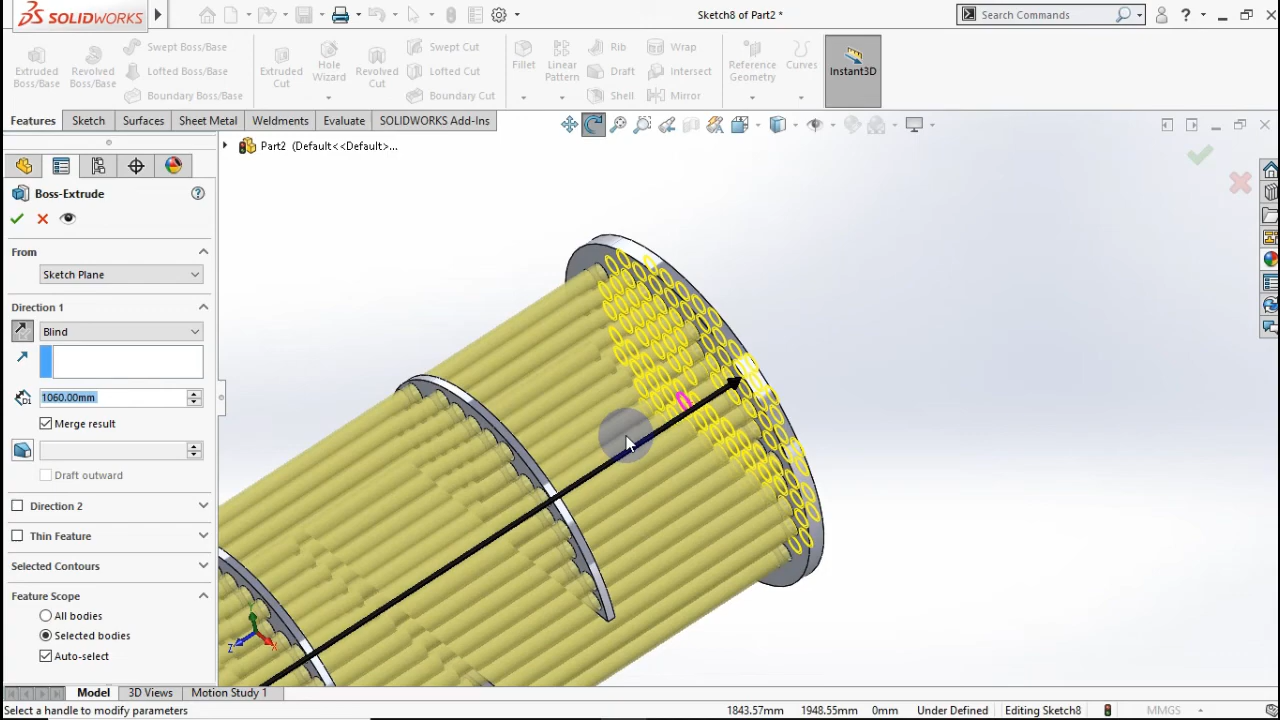 SOLIDWORKS
Sketch8 of Part2 *
Search Commands
?
Extruded Boss/Base
Revolved Boss/Base
Swept Boss/Base
Lofted Boss/Base
Boundary Boss/Base
Extruded Cut
Hole Wizard
Revolved Cut
Swept Cut
Lofted Cut
Boundary Cut
Fillet
Linear Pattern
Rib
Draft
Shell
Wrap
Intersect
Mirror
Reference Geometry
Curves
Instant3D
Features
Sketch
Surfaces
Sheet Metal
Weldments
Evaluate
SOLIDWORKS Add-Ins
Part2 (Default<<Default>...
Boss-Extrude
?
From
Sketch Plane
Direction 1
Blind
D1
1060.00mm
Merge result
Draft outward
Direction 2
Thin Feature
Selected Contours
Feature Scope
All bodies
Selected bodies
Auto-select
Y
Z
X
Model
3D Views
Motion Study 1
Select a handle to modify parameters
1843.57mm
1948.55mm
0mm
Under Defined
Editing Sketch8
MMGS